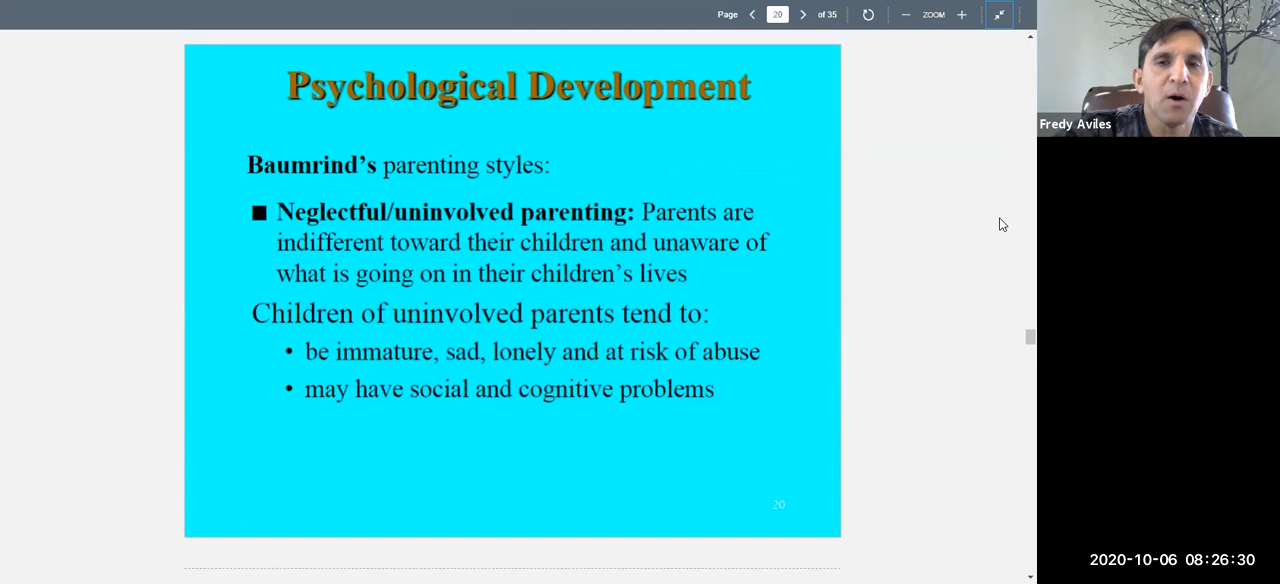 Page 20 of 35 ZOOM
Fredy Aviles
Psychological Development
Baumrind's parenting styles:
■ Neglectful/uninvolved parenting: Parents are
indifferent toward their children and unaware of
what is going on in their children's lives
Children of uninvolved parents tend to:
• be immature, sad, lonely and at risk of abuse
• may have social and cognitive problems
20
2020-10-06 08:26:30